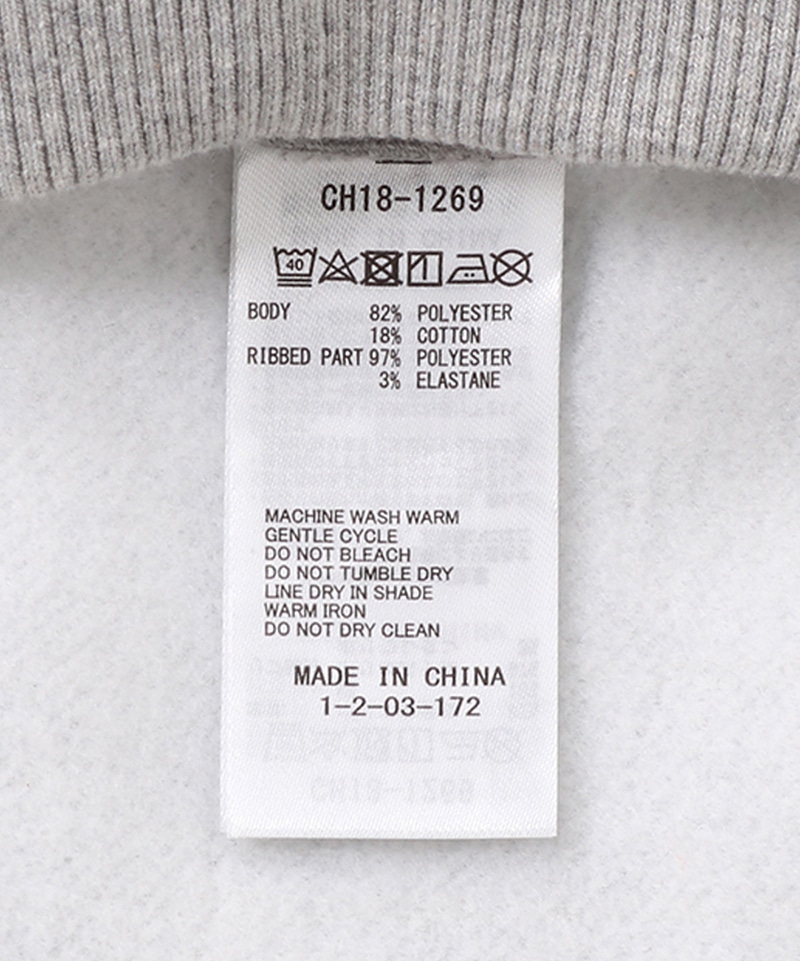 CH18-1269
40
BODY 82% POLYESTER
18% COTTON
RIBBED PART 97% POLYESTER
3% ELASTANE
MACHINE WASH WARM
GENTLE CYCLE
DO NOT BLEACH
DO NOT TUMBLE DRY
LINE DRY IN SHADE
WARM IRON
DO NOT DRY CLEAN
MADE IN CHINA
1-2-03-172